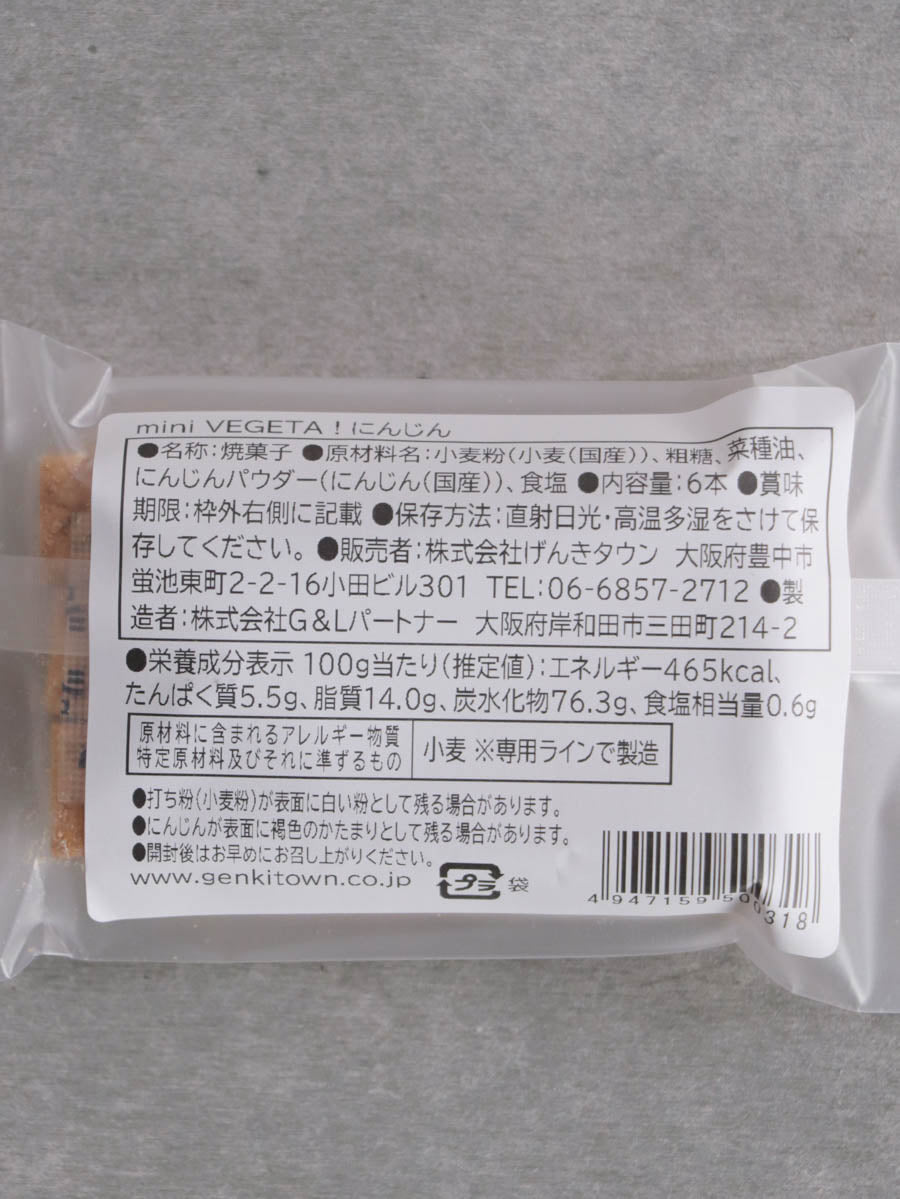 mini VEGETA！にんじん
●名称：焼菓子 ●原材料名：小麦粉（小麦（国産））、粗糖、菜種油、
にんじんパウダー（にんじん（国産））、食塩 ●内容量：6本 ●賞味
期限：枠外右側に記載 ●保存方法：直射日光・高温多湿をさけて保
存してください。 ●販売者：株式会社げんきタウン 大阪府豊中市
蛍池東町2-2-16小田ビル301 TEL：06-6857-2712 ●製
造者：株式会社G＆Lパートナー 大阪府岸和田市三田町214-2
●栄養成分表示 100g当たり（推定値）：エネルギー465kcal、
たんぱく質5.5g、脂質14.0g、炭水化物76.3g、食塩相当量0.6g
原材料に含まれるアレルギー物質
特定原材料及びそれに準ずるもの
小麦 ※専用ラインで製造
●打ち粉（小麦粉）が表面に白い粉として残る場合があります。
●にんじんが表面に褐色のかたまりとして残る場合があります。
●開封後はお早めにお召し上がりください。
www.genkitown.co.jp
プラ 袋
4 947159 500318